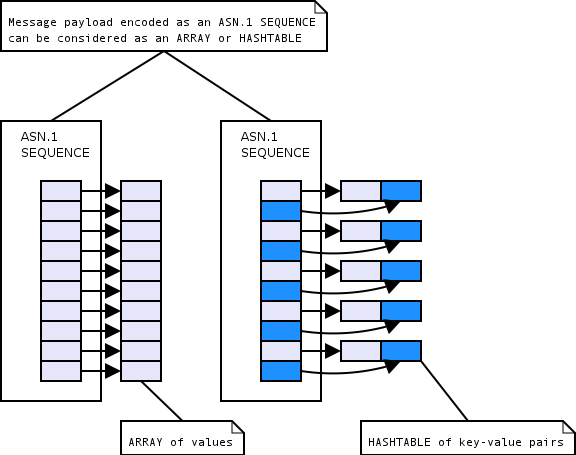 Message payload encoded as an ASN.1 SEQUENCE
can be considered as an ARRAY or HASHTABLE
ASN.1
SEQUENCE
ASN.1
SEQUENCE
ARRAY of values
HASHTABLE of key-value pairs